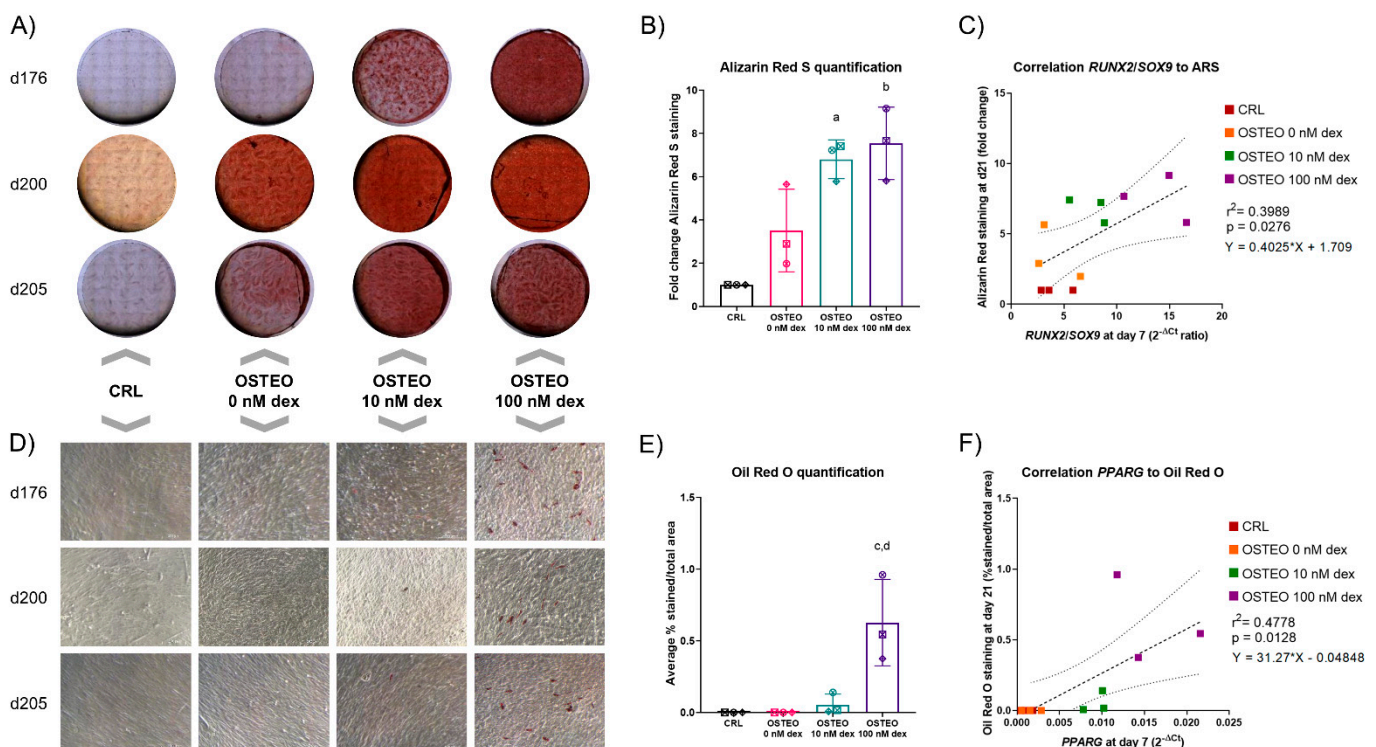 A)
d176
d200
d205
CRL
OSTEO
0 nM dex
OSTEO
10 nM dex
OSTEO
100 nM dex
B)
Alizarin Red S quantification
Fold change Alizarin Red S staining
10
8
6
4
2
0
a
b
CRL
OSTEO
0 nM dex
OSTEO
10 nM dex
OSTEO
100 nM dex
C)
Correlation RUNX2/SOX9 to ARS
Alizarin Red staining at d21 (fold change)
15
10
5
0
0
5
10
15
20
RUNX2/SOX9 at day 7 (2^-ΔCt ratio)
CRL
OSTEO 0 nM dex
OSTEO 10 nM dex
OSTEO 100 nM dex
r²= 0.3989
p = 0.0276
Y = 0.4025*X + 1.709
D)
d176
d200
d205
E)
Oil Red O quantification
Average % stained/total area
1.5
1.0
0.5
0.0
c,d
CRL
OSTEO
0 nM dex
OSTEO
10 nM dex
OSTEO
100 nM dex
F)
Correlation PPARG to Oil Red O
Oil Red O staining at day 21 (%stained/total area)
1.5
1.0
0.5
0.0
0.000
0.005
0.010
0.015
0.020
0.025
PPARG at day 7 (2^-ΔCt)
CRL
OSTEO 0 nM dex
OSTEO 10 nM dex
OSTEO 100 nM dex
r²= 0.4778
p = 0.0128
Y = 31.27*X - 0.04848